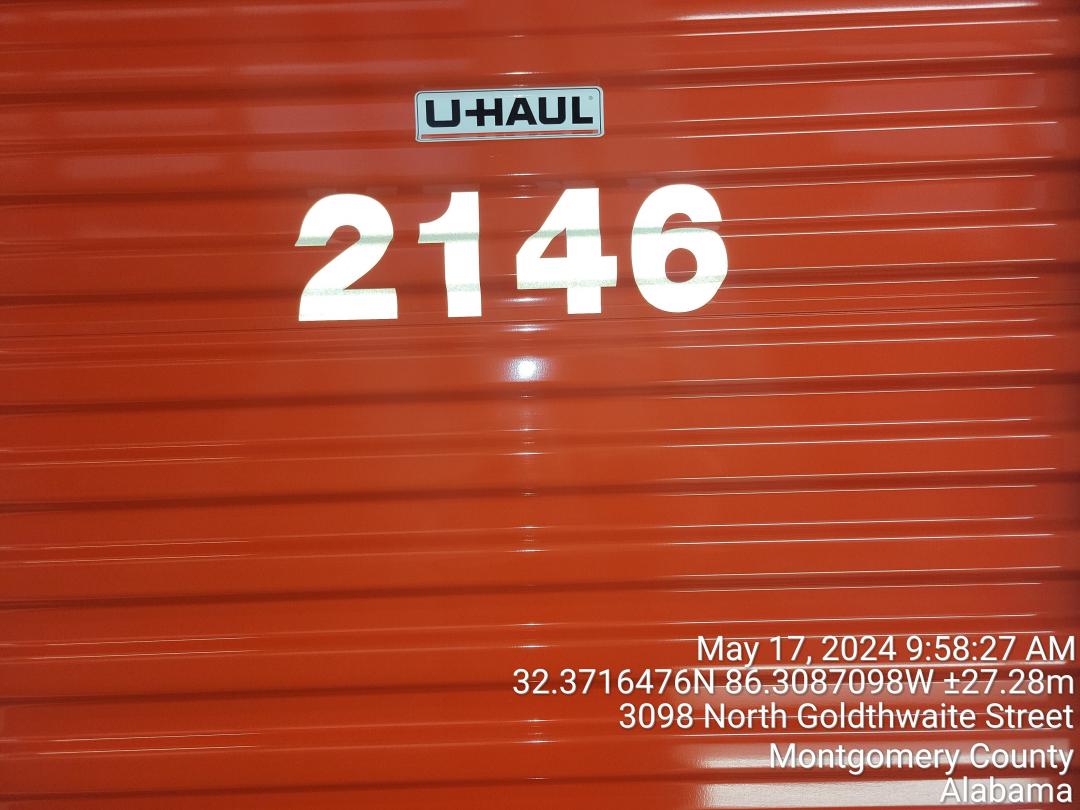 U-HAUL
2146
May 17, 2024 9:58:27 AM
32.3716476N 86.3087098W ±27.28m
3098 North Goldthwaite Street
Montgomery County
Alabama